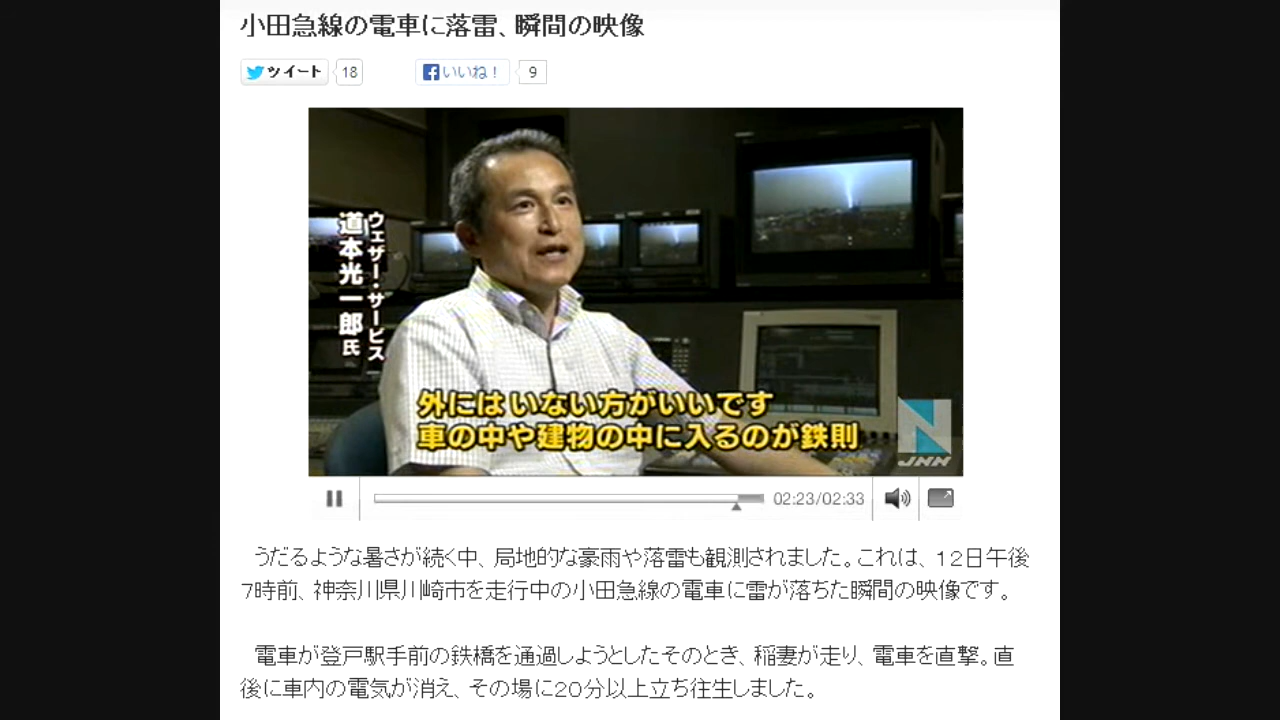 小田急線の電車に落雷、瞬間の映像
ツイート 18 いいね！ 9
ウェザー・サービス
道本光一郎氏
外にはいない方がいいです
車の中や建物の中に入るのが鉄則
N
JNN
02:23/02:33
うだるような暑さが続く中、局地的な豪雨や落雷も観測されました。これは、１２日午後
７時前、神奈川県川崎市を走行中の小田急線の電車に雷が落ちた瞬間の映像です。
電車が登戸駅手前の鉄橋を通過しようとしたそのとき、稲妻が走り、電車を直撃。直
後に車内の電気が消え、その場に２０分以上立ち往生しました。